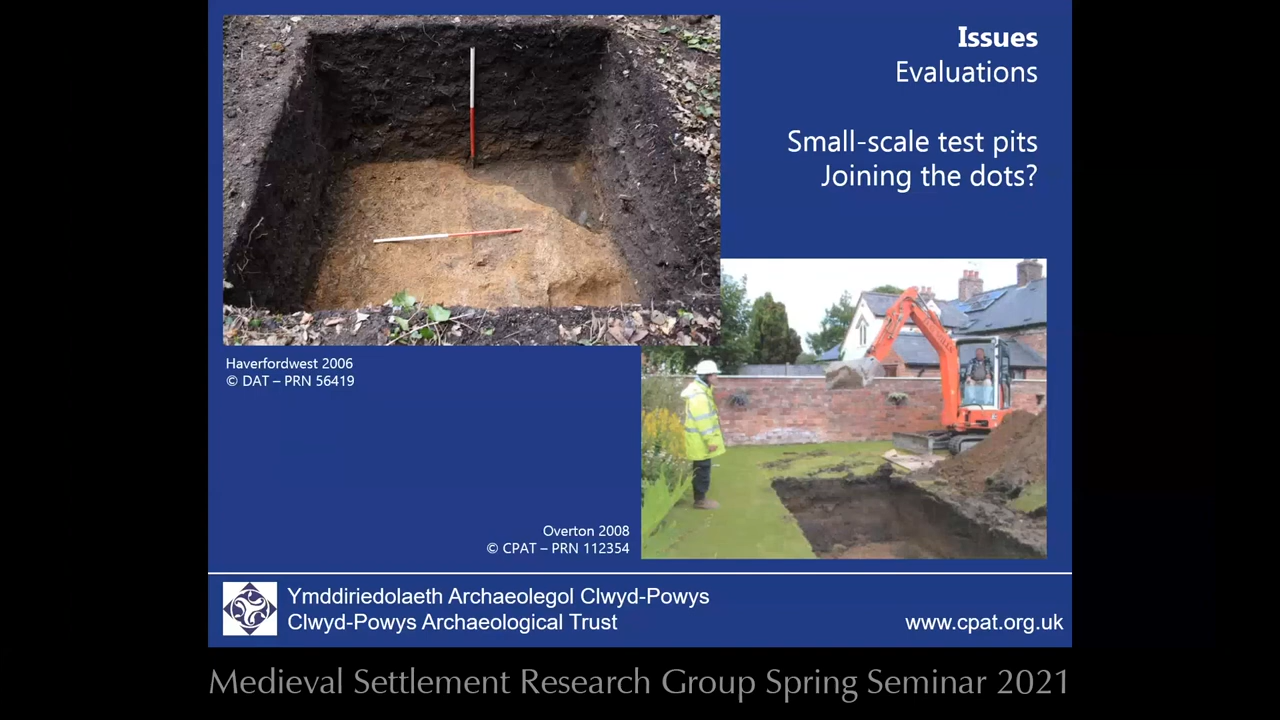 Issues
Evaluations
Small-scale test pits
Joining the dots?
Haverfordwest 2006
© DAT – PRN 56419
Overton 2008
© CPAT – PRN 112354
Ymddiriedolaeth Archaeolegol Clwyd-Powys
Clwyd-Powys Archaeological Trust
www.cpat.org.uk
Medieval Settlement Research Group Spring Seminar 2021